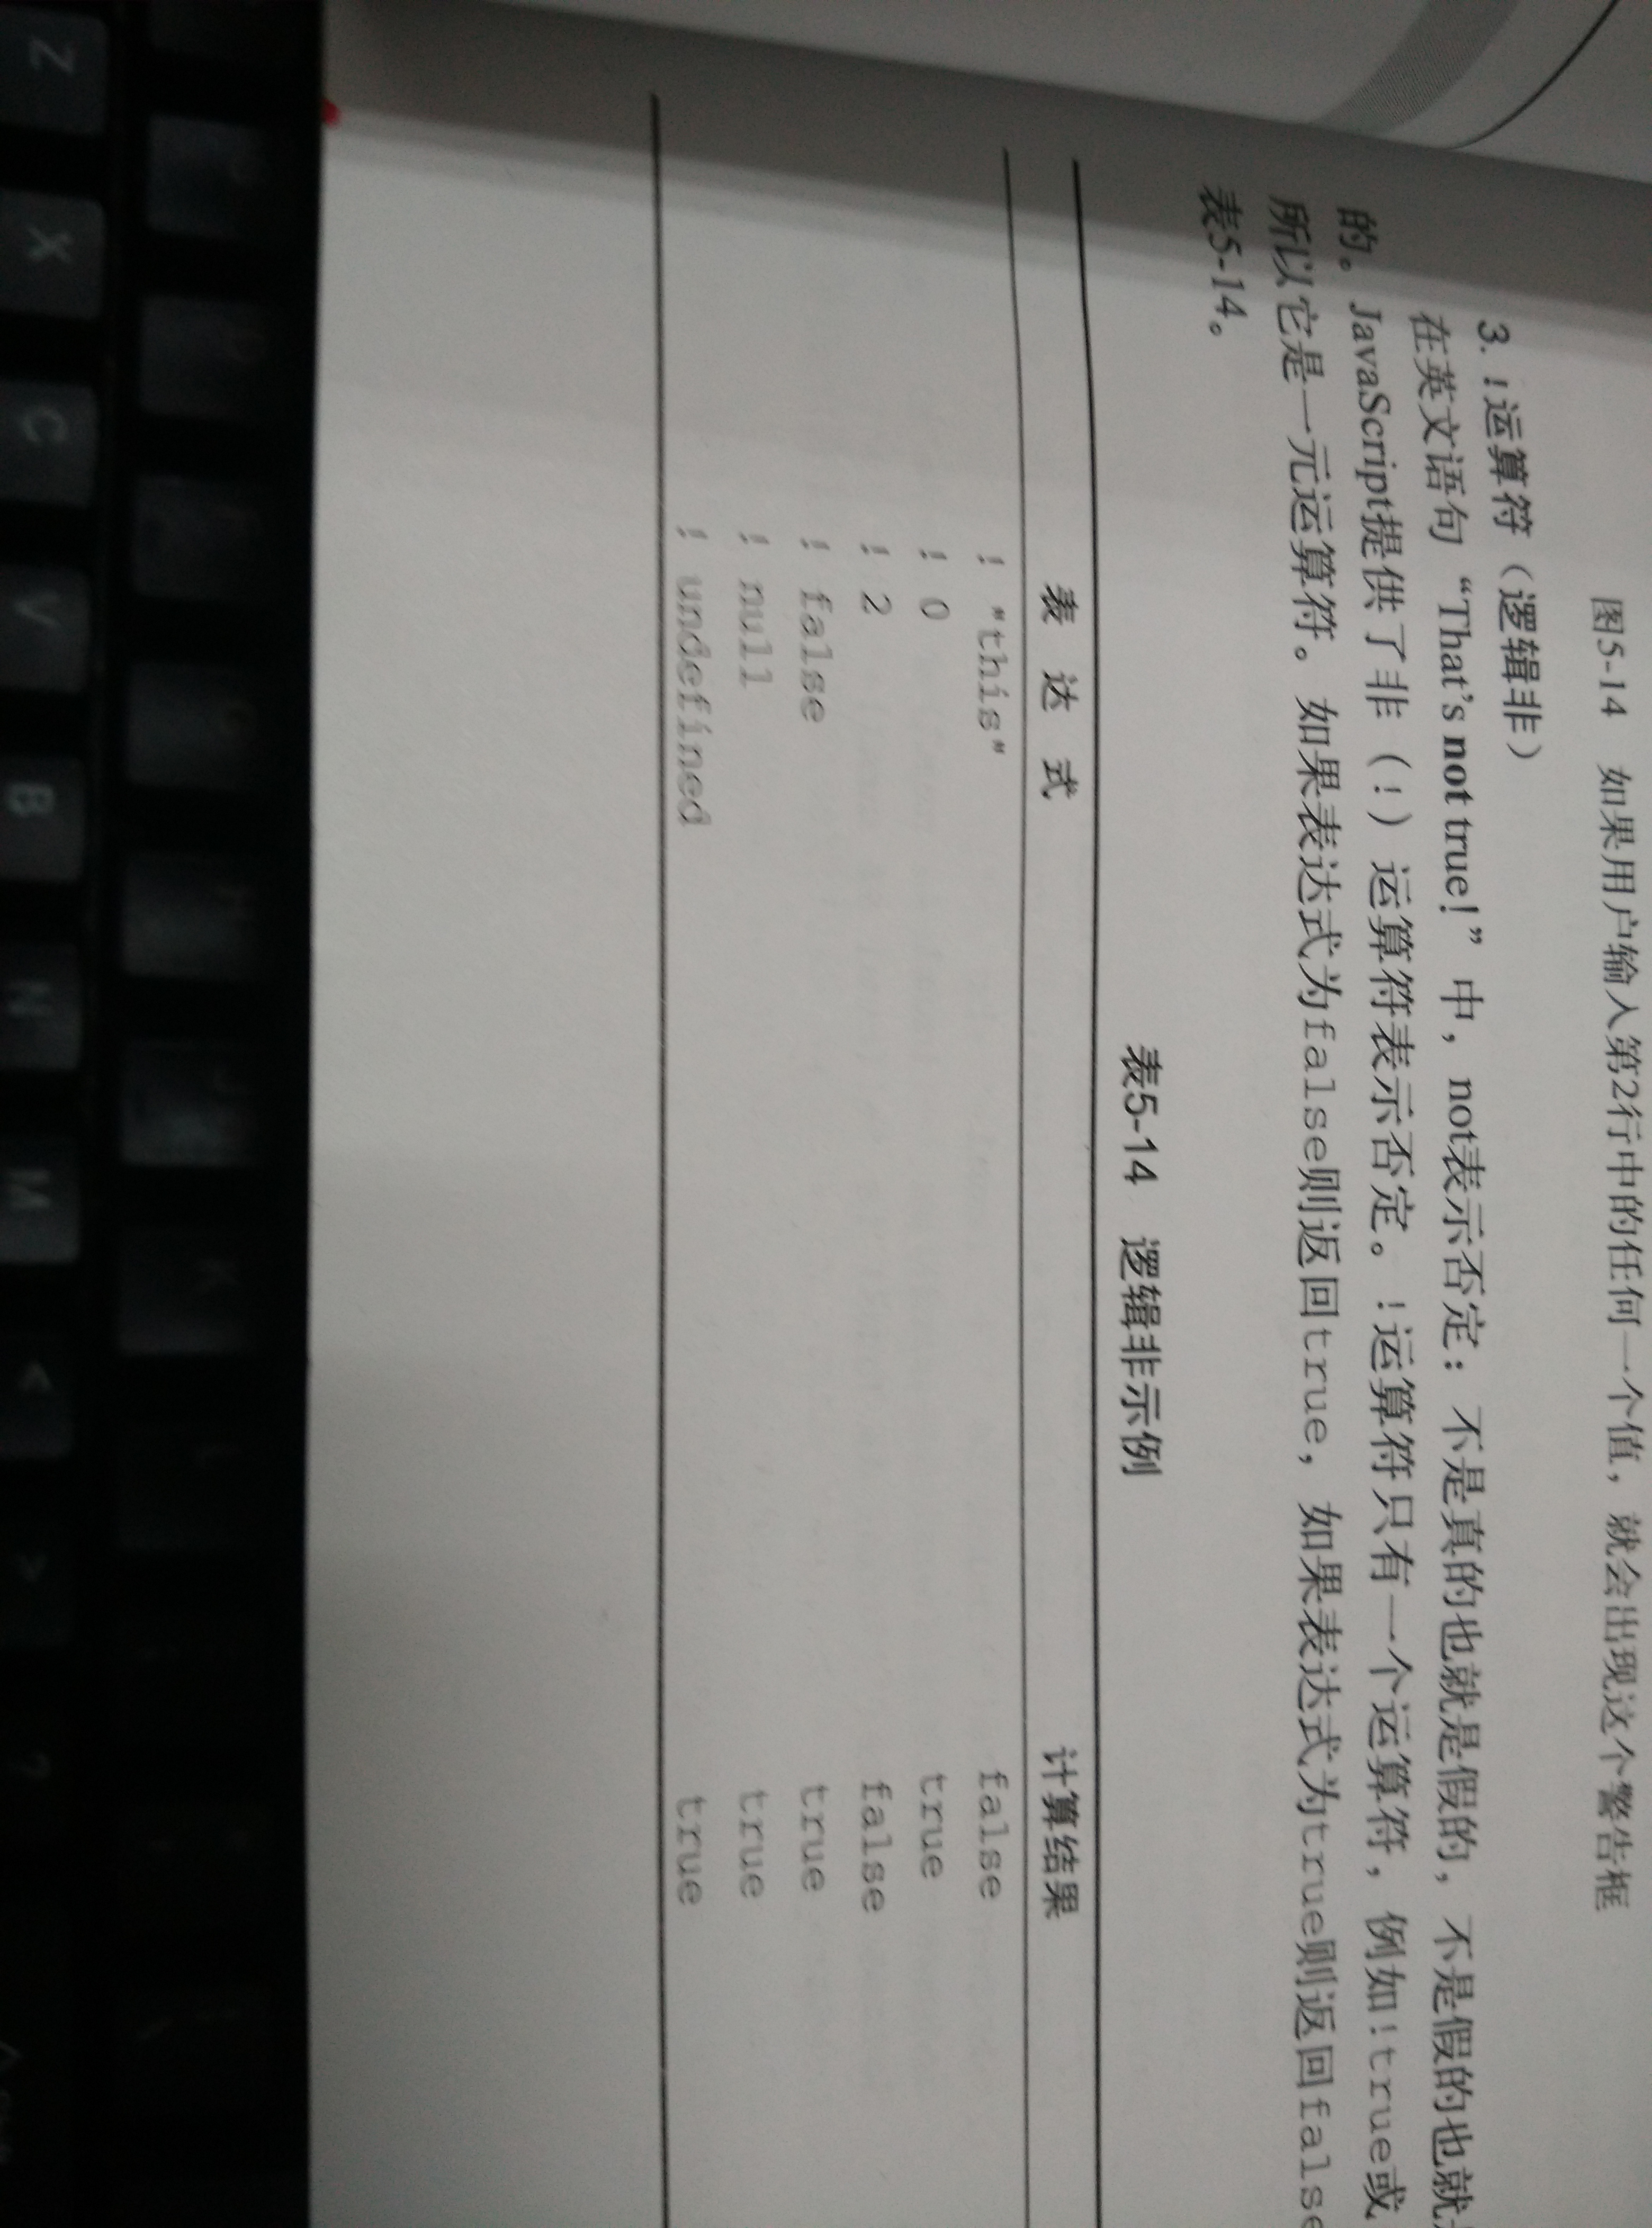 图5-14 如果用户输入第2行中的任何一个值，就会出现这个警告框
3. !运算符（逻辑非）
在英文语句“That's not true!”中，not表示否定：不是真的也就是假的，不是假的也就
的。JavaScript提供了非（!）运算符表示否定。!运算符只有一个运算符，例如!true或
所以它是一元运算符。如果表达式为false则返回true，如果表达式为true则返回false
表5-14。
表5-14 逻辑非示例
表 达 式 计算结果
! "this" false
! 0 true
! 2 false
! false true
! null true
! undefined true
Z X C V B N M < > ?
D F G H J K